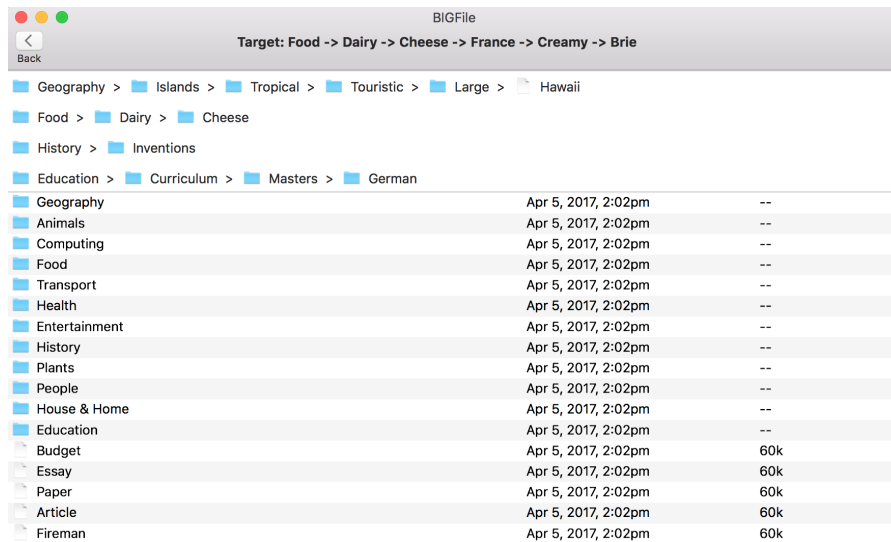 BIGFile
Target: Food -> Dairy -> Cheese -> France -> Creamy -> Brie
Back
Geography > Islands > Tropical > Touristic > Large > Hawaii
Food > Dairy > Cheese
History > Inventions
Education > Curriculum > Masters > German
Geography Apr 5, 2017, 2:02pm --
Animals Apr 5, 2017, 2:02pm --
Computing Apr 5, 2017, 2:02pm --
Food Apr 5, 2017, 2:02pm --
Transport Apr 5, 2017, 2:02pm --
Health Apr 5, 2017, 2:02pm --
Entertainment Apr 5, 2017, 2:02pm --
History Apr 5, 2017, 2:02pm --
Plants Apr 5, 2017, 2:02pm --
People Apr 5, 2017, 2:02pm --
House & Home Apr 5, 2017, 2:02pm --
Education Apr 5, 2017, 2:02pm --
Budget Apr 5, 2017, 2:02pm 60k
Essay Apr 5, 2017, 2:02pm 60k
Paper Apr 5, 2017, 2:02pm 60k
Article Apr 5, 2017, 2:02pm 60k
Fireman Apr 5, 2017, 2:02pm 60k